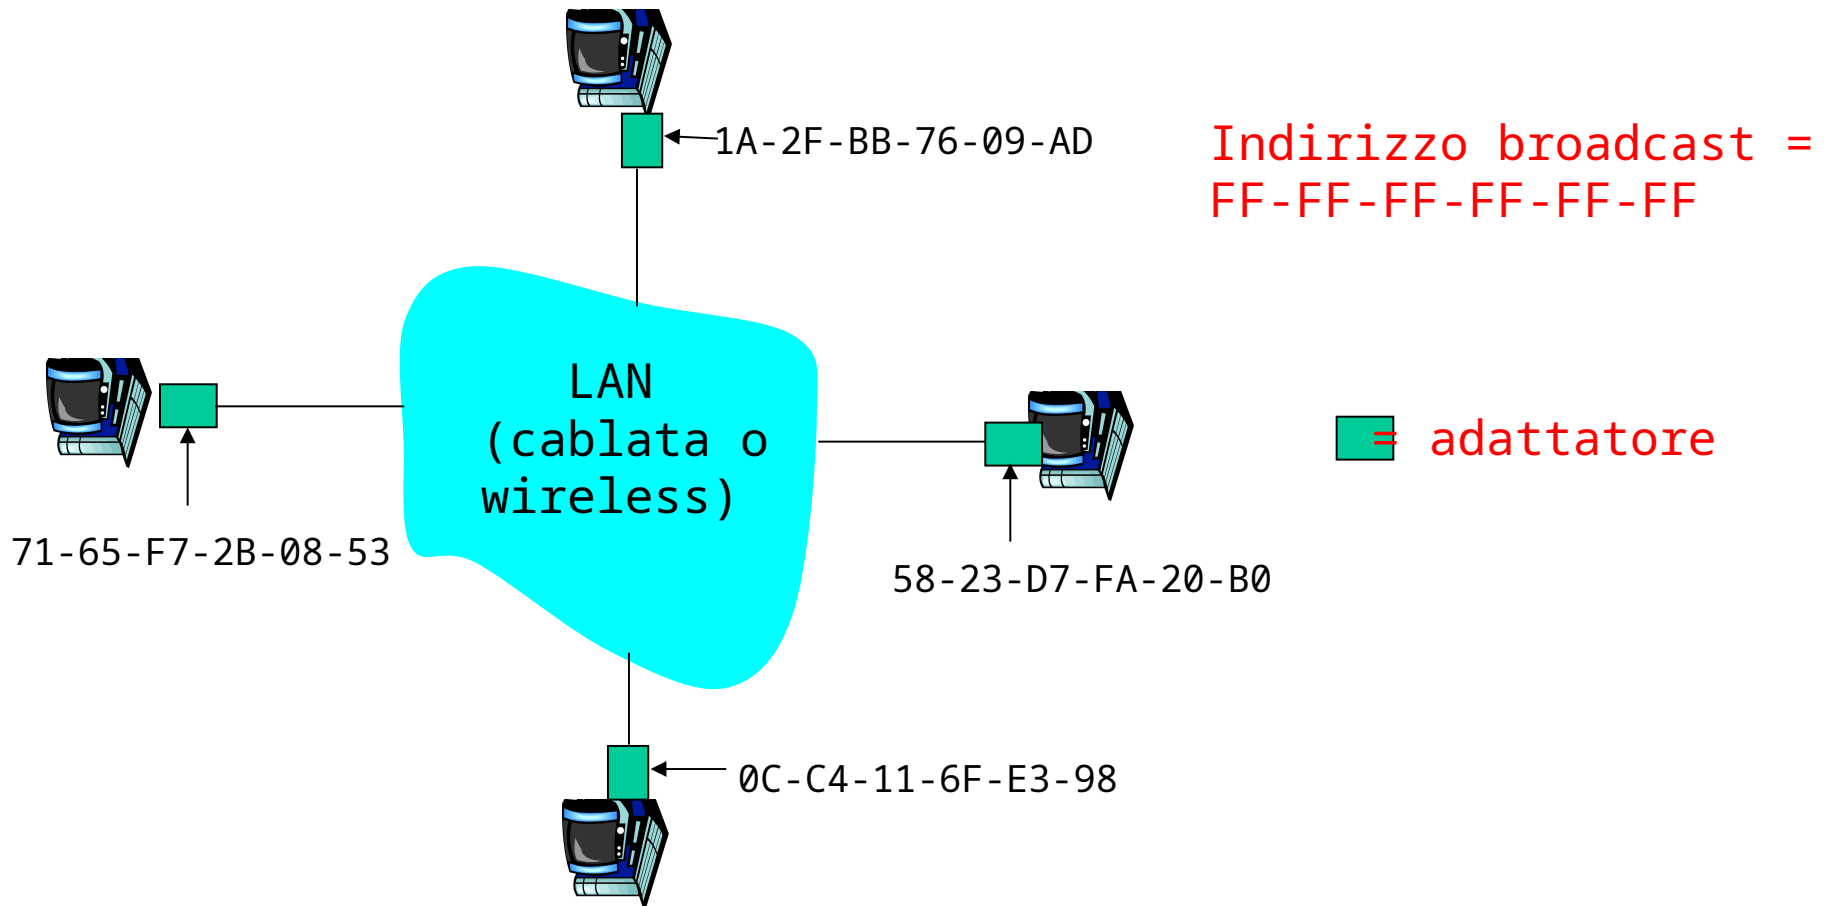 1A-2F-BB-76-09-AD
Indirizzo broadcast =
FF-FF-FF-FF-FF-FF
LAN
(cablata o
wireless)
= adattatore
71-65-F7-2B-08-53
58-23-D7-FA-20-B0
0C-C4-11-6F-E3-98